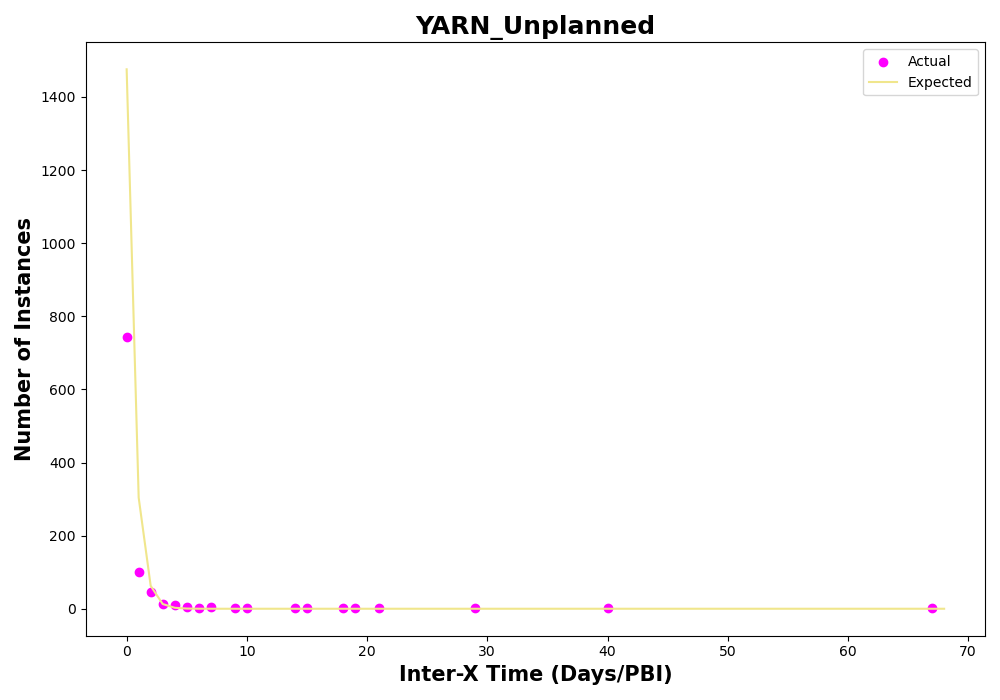 YARN_Unplanned
Actual
Expected
Number of Instances
1400
1200
1000
800
600
400
200
0
0 10 20 30 40 50 60 70
Inter-X Time (Days/PBI)